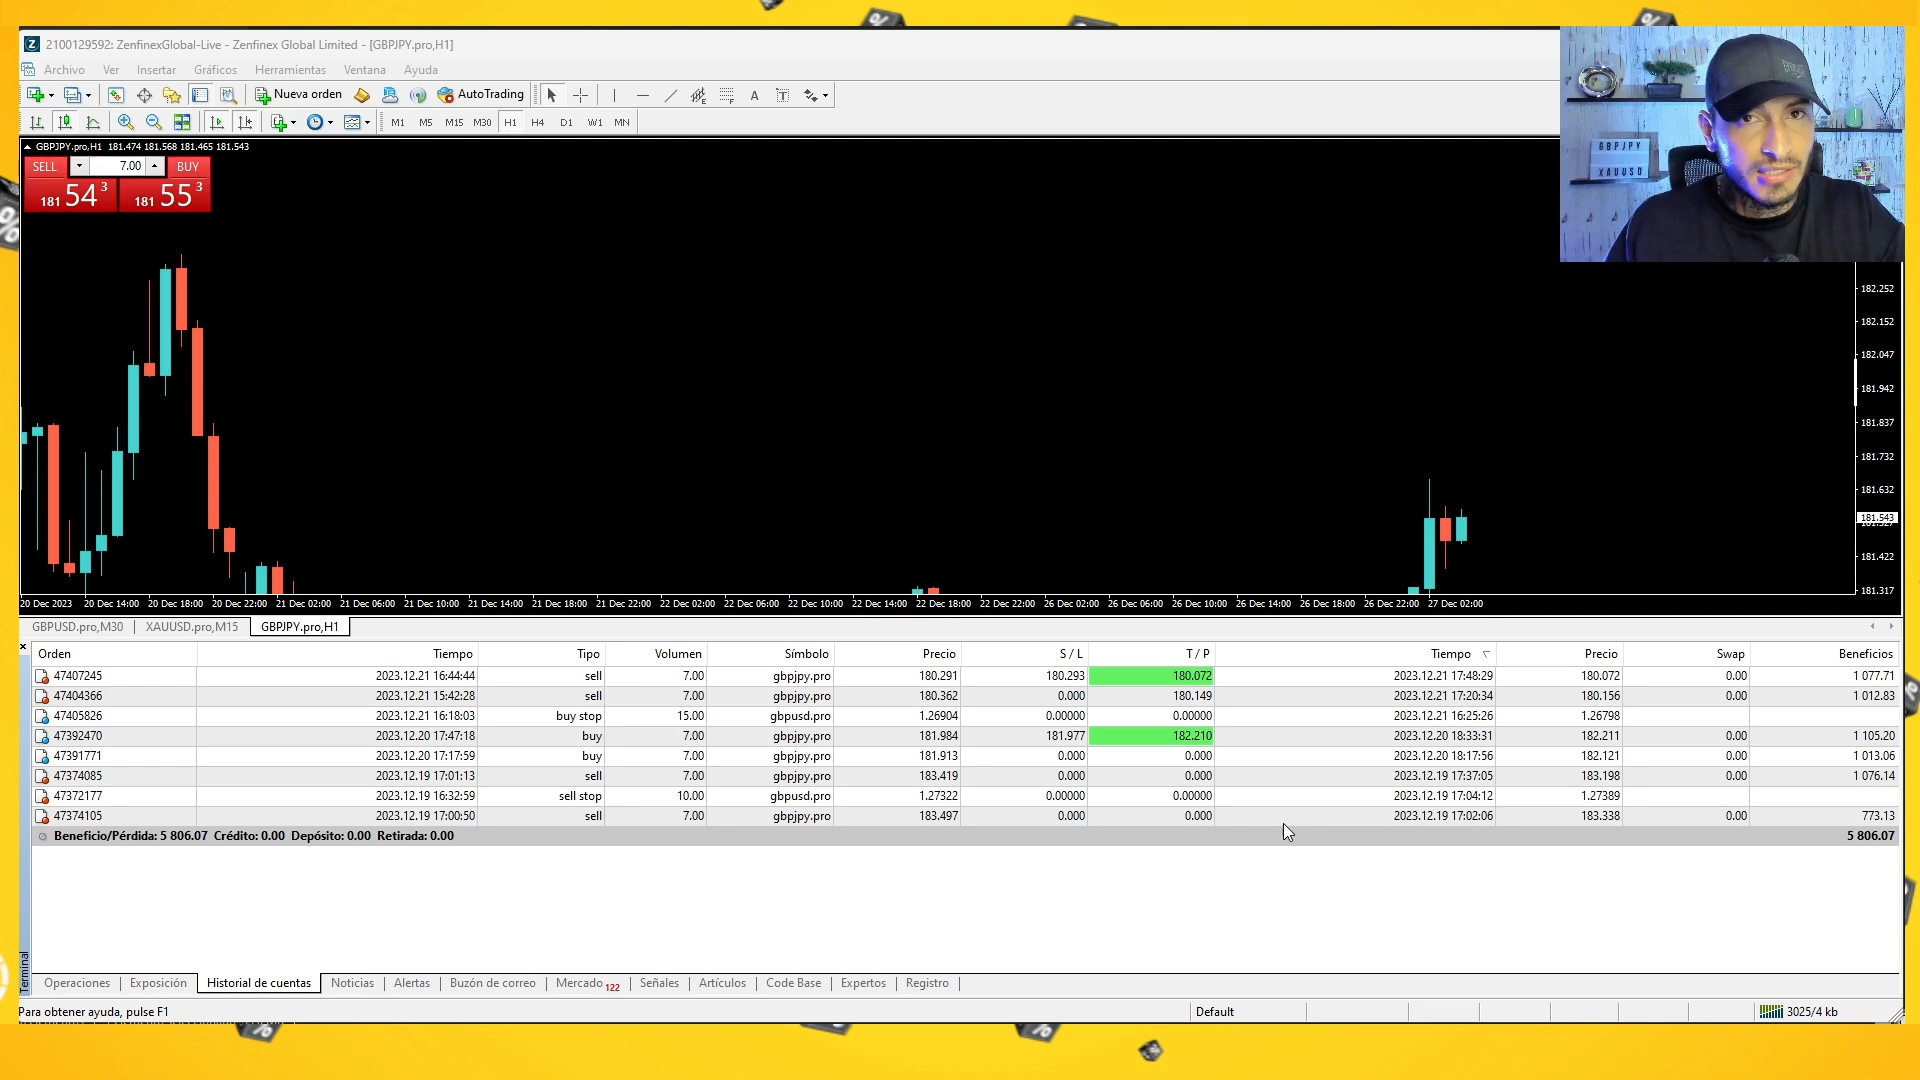 2100129592: ZenfinexGlobal-Live - Zenfinex Global Limited - [GBPJPY.pro,H1]
Archivo Ver Insertar Gráficos Herramientas Ventana Ayuda
Nueva orden AutoTrading A T
M1 M5 M15 M30 H1 H4 D1 W1 MN
GBPJPY.pro,H1 181.474 181.568 181.465 181.543
SELL 7.00 BUY
181 54 3 181 55 3
GBPJPY
XAUUSD
182.252
182.152
182.047
181.942
181.837
181.732
181.632
181.543
181.422
181.317
20 Dec 2023 20 Dec 14:00 20 Dec 18:00 20 Dec 22:00 21 Dec 02:00 21 Dec 06:00 21 Dec 10:00 21 Dec 14:00 21 Dec 18:00 21 Dec 22:00 22 Dec 02:00 22 Dec 06:00 22 Dec 10:00 22 Dec 14:00 22 Dec 18:00 22 Dec 22:00 26 Dec 02:00 26 Dec 06:00 26 Dec 10:00 26 Dec 14:00 26 Dec 18:00 26 Dec 22:00 27 Dec 02:00
GBPUSD.pro,M30 XAUUSD.pro,M15 GBPJPY.pro,H1
Orden Tiempo Tipo Volumen Símbolo Precio S / L T / P Tiempo Precio Swap Beneficios
47407245 2023.12.21 16:44:44 sell 7.00 gbpjpy.pro 180.291 180.293 180.072 2023.12.21 17:48:29 180.072 0.00 1 077.71
47404366 2023.12.21 15:42:28 sell 7.00 gbpjpy.pro 180.362 0.000 180.149 2023.12.21 17:20:34 180.156 0.00 1 012.83
47405826 2023.12.21 16:18:03 buy stop 15.00 gbpusd.pro 1.26904 0.00000 0.00000 2023.12.21 16:25:26 1.26798
47392470 2023.12.20 17:47:18 buy 7.00 gbpjpy.pro 181.984 181.977 182.210 2023.12.20 18:33:31 182.211 0.00 1 105.20
47391771 2023.12.20 17:17:59 buy 7.00 gbpjpy.pro 181.913 0.000 0.000 2023.12.20 18:17:56 182.121 0.00 1 013.06
47374085 2023.12.19 17:01:13 sell 7.00 gbpjpy.pro 183.419 0.000 0.000 2023.12.19 17:37:05 183.198 0.00 1 076.14
47372177 2023.12.19 16:32:59 sell stop 10.00 gbpusd.pro 1.27322 0.00000 0.00000 2023.12.19 17:04:12 1.27389
47374105 2023.12.19 17:00:50 sell 7.00 gbpjpy.pro 183.497 0.000 0.000 2023.12.19 17:02:06 183.338 0.00 773.13
Beneficio/Pérdida: 5 806.07 Crédito: 0.00 Depósito: 0.00 Retirada: 0.00 5 806.07
Terminal
Operaciones Exposición Historial de cuentas Noticias Alertas Buzón de correo Mercado 122 Señales Artículos Code Base Expertos Registro
Para obtener ayuda, pulse F1 Default 3025/4 kb